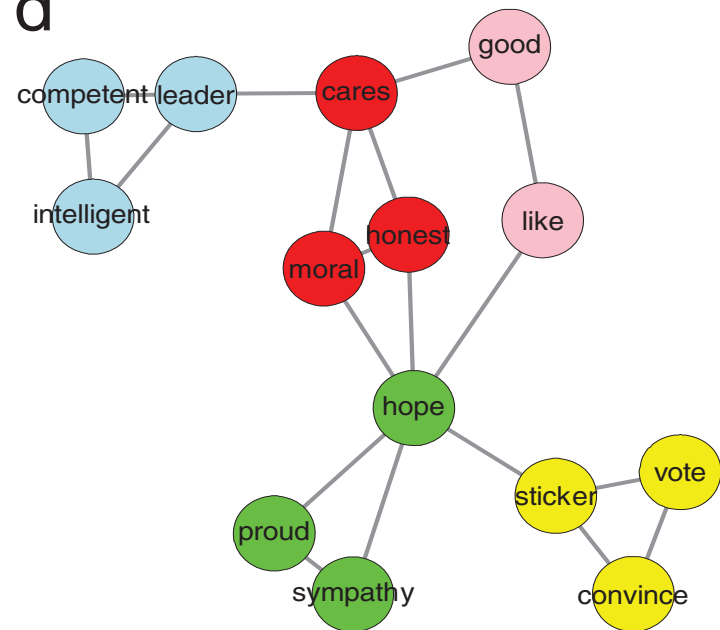 d
good
competent
leader
cares
intelligent
honest
like
moral
hope
vote
sticker
proud
sympathy
convince